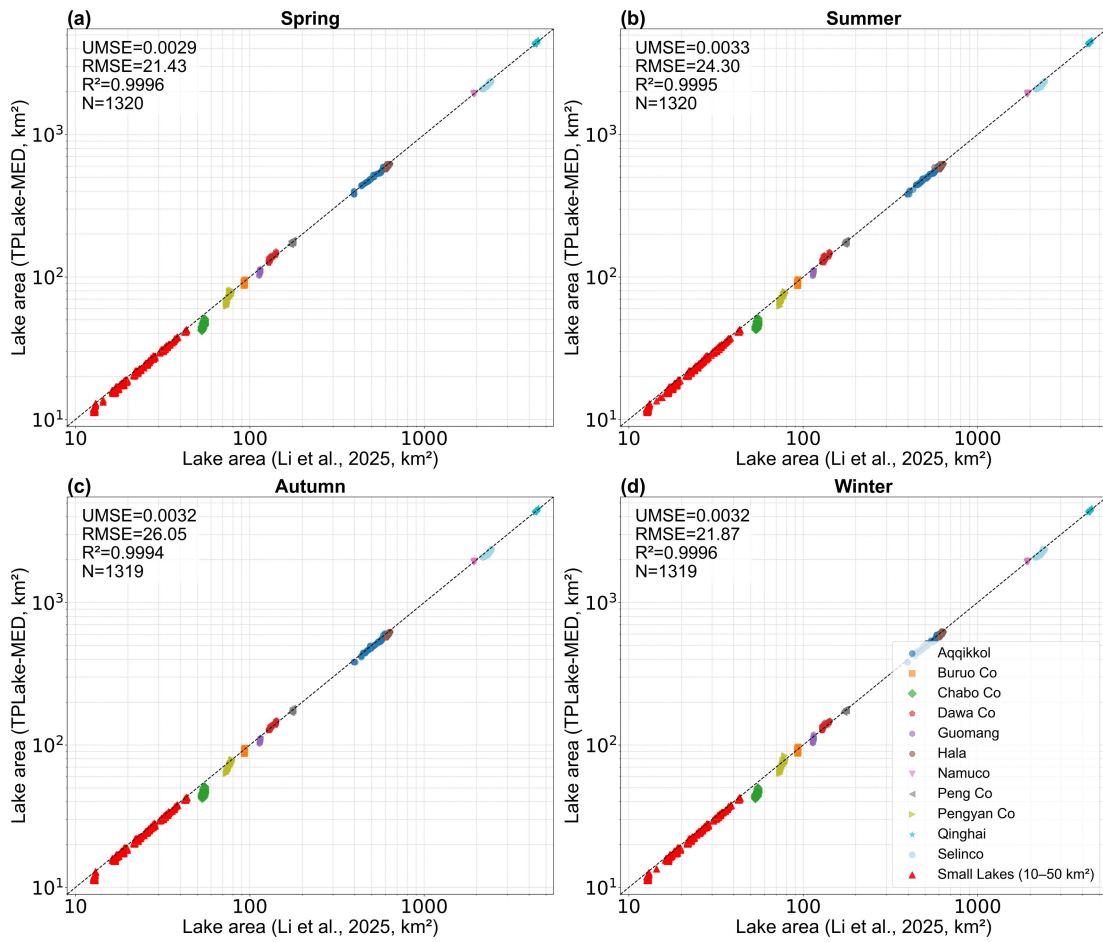 (a) Spring
UMSE=0.0029
RMSE=21.43
R²=0.9996
N=1320
Lake area (TPLake-MED, km²)
10³
10²
10¹
10 100 1000
Lake area (Li et al., 2025, km²)
(b) Summer
UMSE=0.0033
RMSE=24.30
R²=0.9995
N=1320
Lake area (TPLake-MED, km²)
10³
10²
10¹
10 100 1000
Lake area (Li et al., 2025, km²)
(c) Autumn
UMSE=0.0032
RMSE=26.05
R²=0.9994
N=1319
Lake area (TPLake-MED, km²)
10³
10²
10¹
10 100 1000
Lake area (Li et al., 2025, km²)
(d) Winter
UMSE=0.0032
RMSE=21.87
R²=0.9996
N=1319
Lake area (TPLake-MED, km²)
10³
10²
10¹
Aqqikkol
Buruo Co
Chabo Co
Dawa Co
Guomang
Hala
Namuco
Peng Co
Pengyan Co
Qinghai
Selinco
Small Lakes (10–50 km²)
10 100 1000
Lake area (Li et al., 2025, km²)